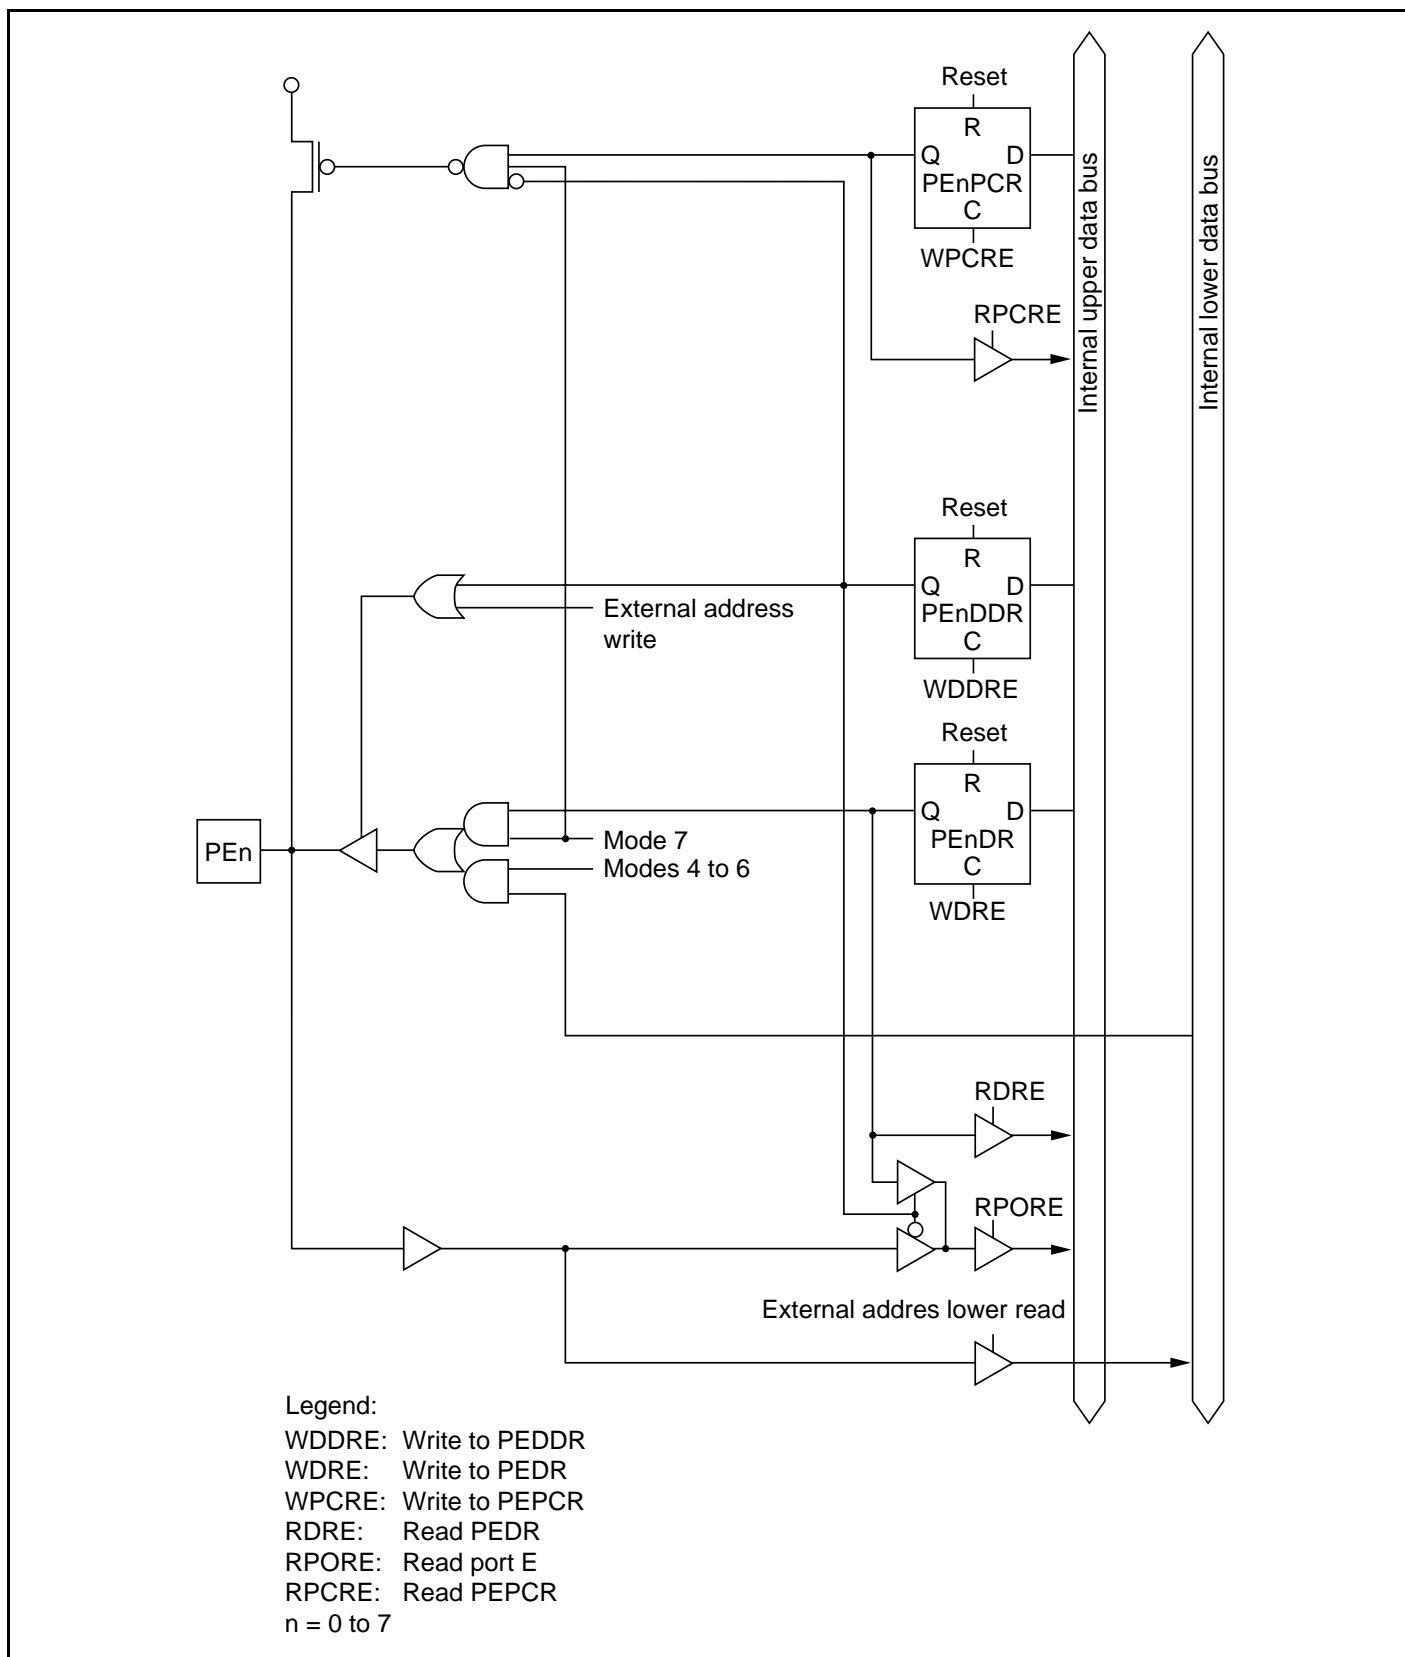 Reset
R
Q D
PEnPCR
C
WPCRE
RPCRE
Internal upper data bus
Internal lower data bus
Reset
R
Q D
PEnDDR
C
WDDRE
External address
write
Reset
R
Q D
PEnDR
C
WDRE
PEn
Mode 7
Modes 4 to 6
RDRE
RPORE
External addres lower read
Legend:
WDDRE: Write to PEDDR
WDRE: Write to PEDR
WPCRE: Write to PEPCR
RDRE: Read PEDR
RPORE: Read port E
RPCRE: Read PEPCR
n = 0 to 7